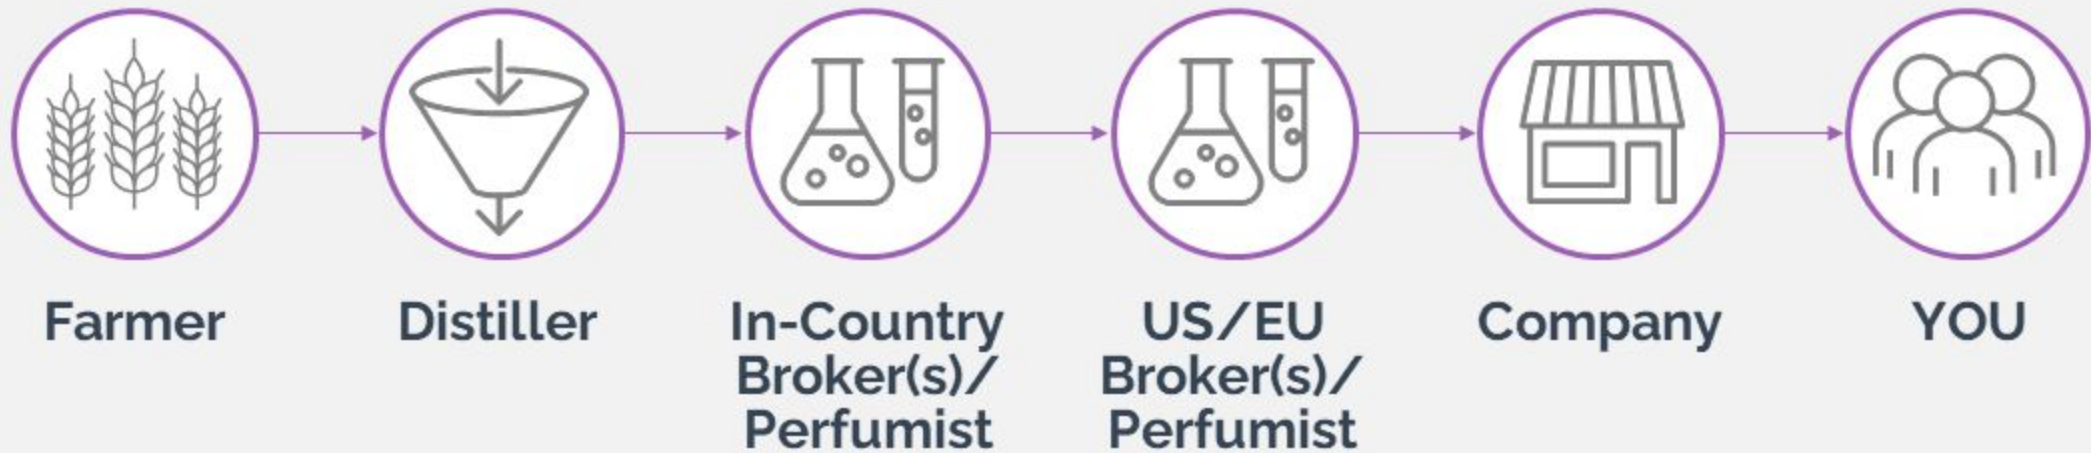 Farmer
Distiller
In-Country
Broker(s)/
Perfumist
US/EU
Broker(s)/
Perfumist
Company
YOU